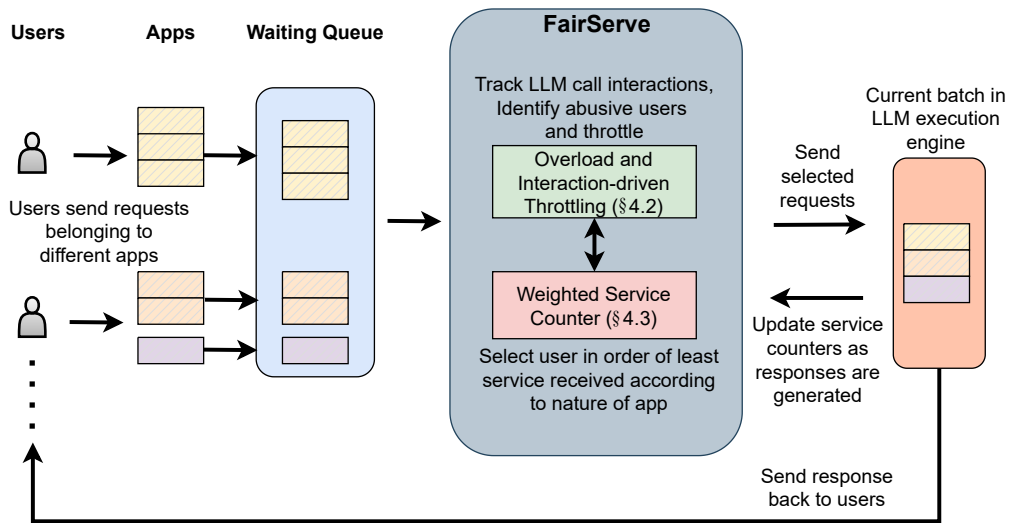 Users
Apps
Waiting Queue
FairServe
Track LLM call interactions,
Identify abusive users
and throttle
Overload and
Interaction-driven
Throttling (§4.2)
Weighted Service
Counter (§4.3)
Select user in order of least
service received according
to nature of app
Users send requests
belonging to
different apps
Send
selected
requests
Current batch in
LLM execution
engine
Update service
counters as
responses are
generated
Send response
back to users